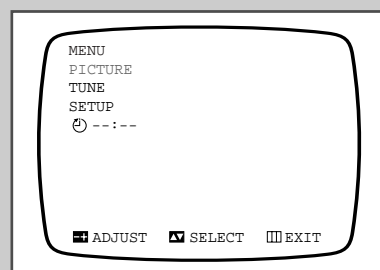 MENU
PICTURE
TUNE
SETUP
--:--
ADJUST SELECT EXIT